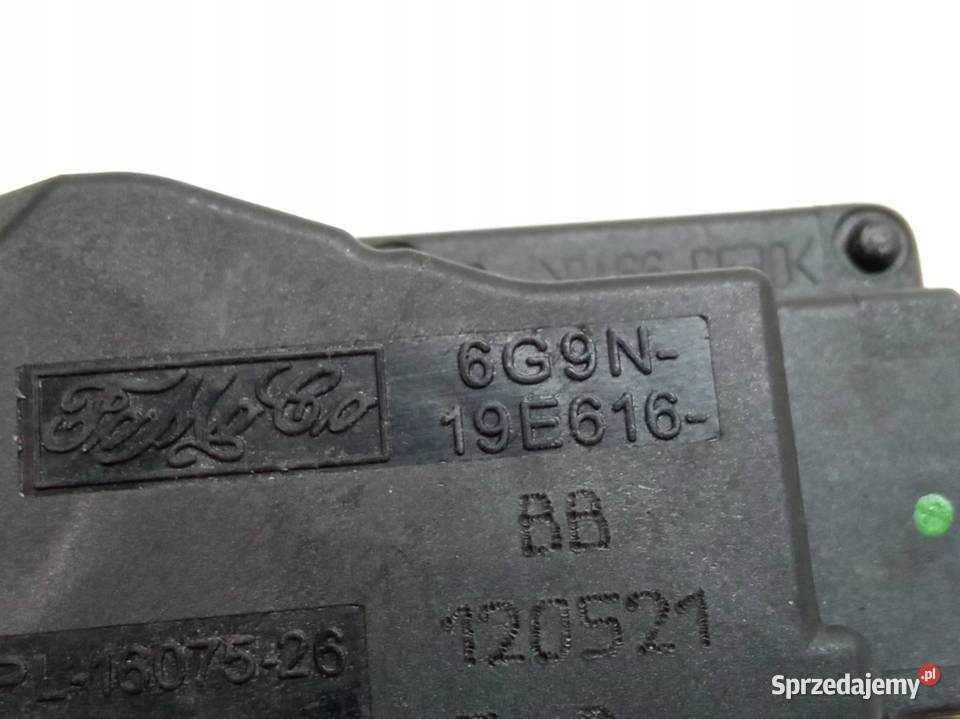 FoMoCo
6G9N-
19E616-
BB
120521
PL-16075-26
Sprzedajemy.pl